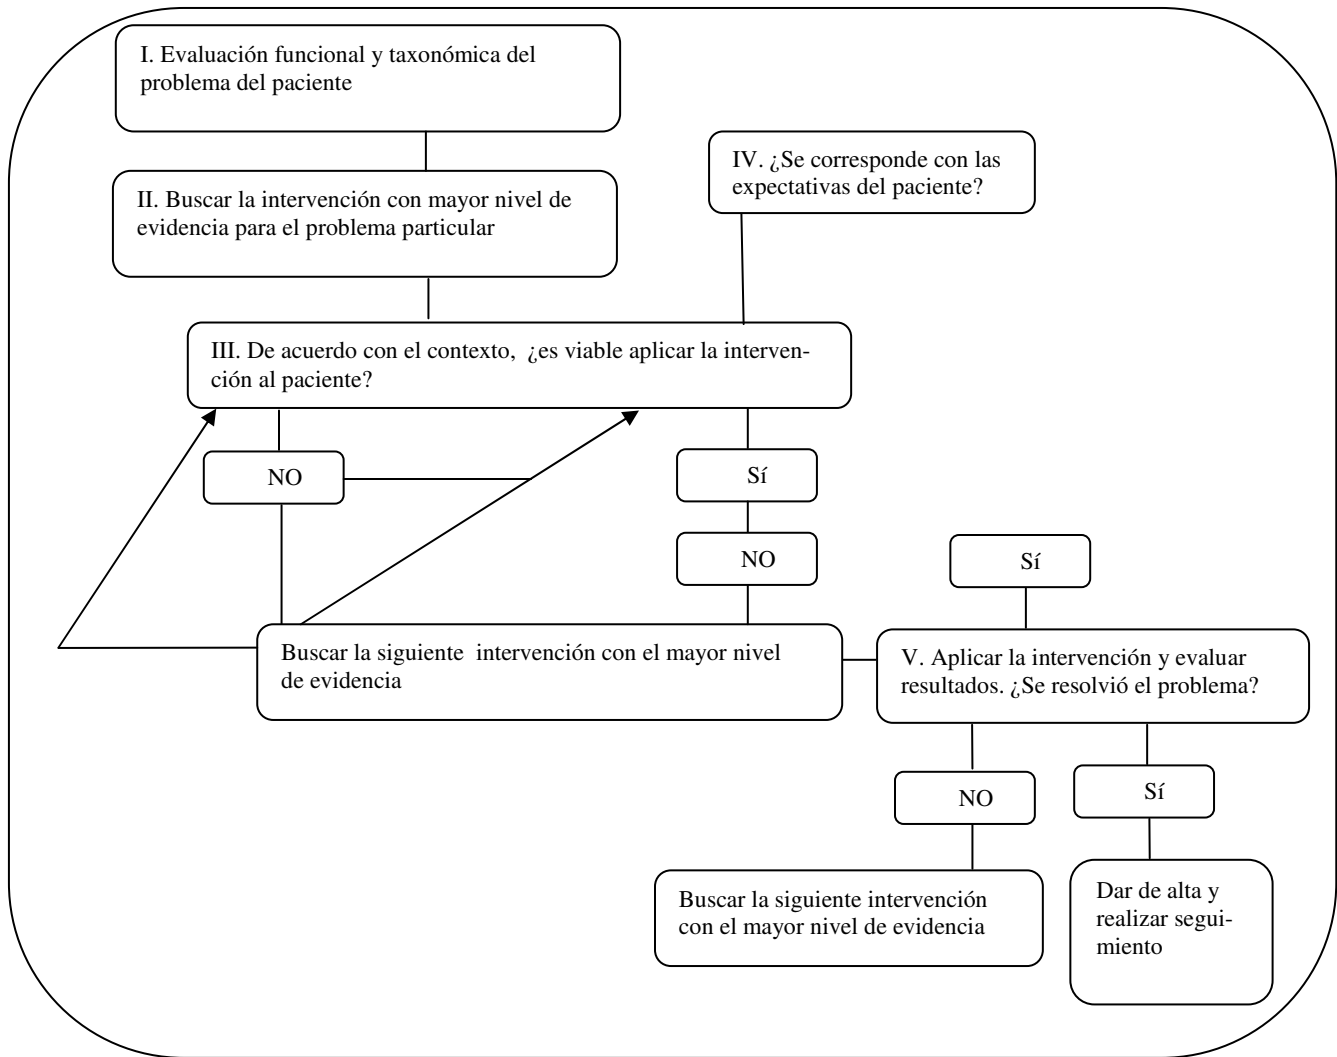 I. Evaluación funcional y taxonómica del
problema del paciente
IV. ¿Se corresponde con las
expectativas del paciente?
II. Buscar la intervención con mayor nivel de
evidencia para el problema particular
III. De acuerdo con el contexto, ¿es viable aplicar la interven-
ción al paciente?
NO
Sí
NO
Sí
Buscar la siguiente intervención con el mayor nivel
de evidencia
V. Aplicar la intervención y evaluar
resultados. ¿Se resolvió el problema?
NO
Sí
Buscar la siguiente intervención
con el mayor nivel de evidencia
Dar de alta y
realizar segui-
miento